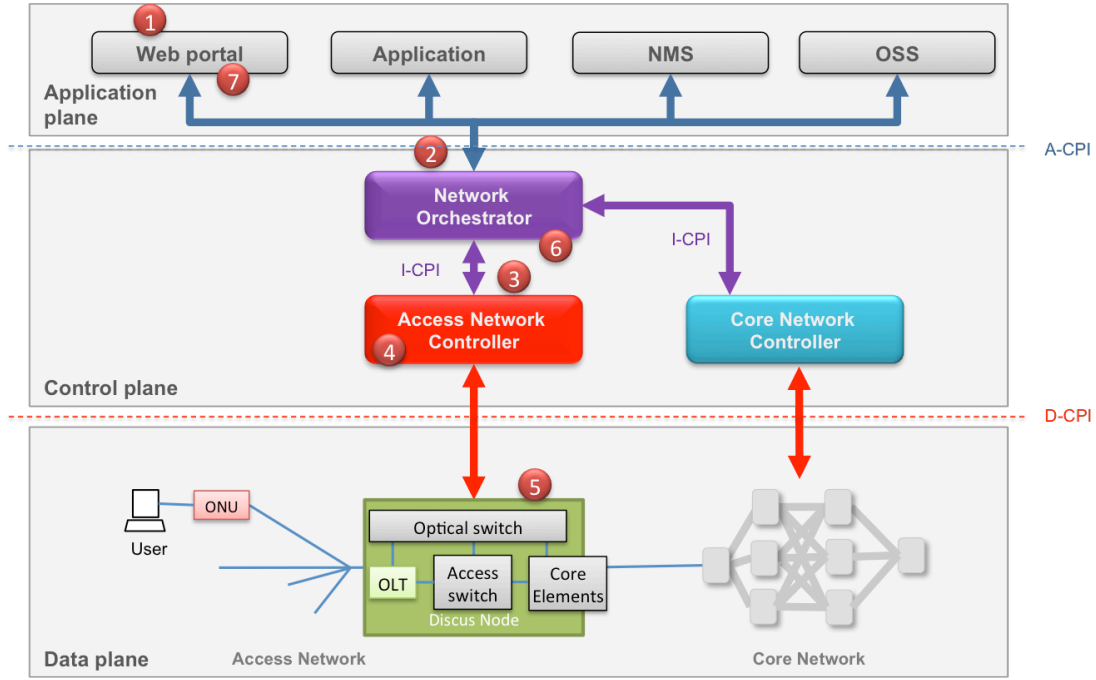 1
Web portal
Application
NMS
OSS
7
Application
plane
2
A-CPI
Network
Orchestrator
6
I-CPI
I-CPI
3
Access Network
Controller
4
Core Network
Controller
Control plane
D-CPI
5
ONU
User
Optical switch
OLT
Access
switch
Core
Elements
Discus Node
Data plane
Access Network
Core Network